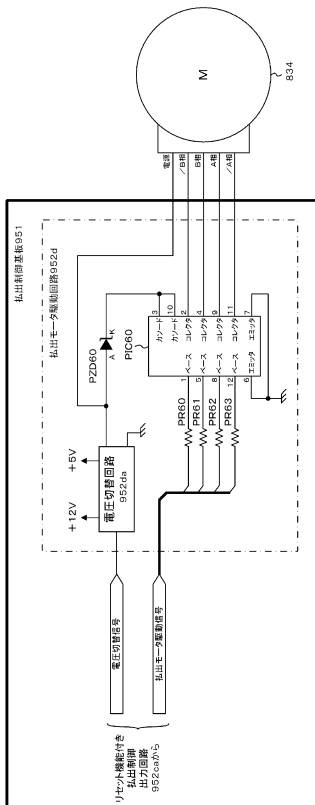 払出制御基板951
払出モータ駆動回路952d
リセット機能付き
払出制御
出力回路
952caから
電圧切替信号
払出モータ駆動信号
+12V
+5V
電圧切替回路
952da
PZD60
A
K
PIC60
3
カソード
10
カソード
PR60
1
ベース
コレクタ
2
PR61
5
ベース
コレクタ
4
PR62
8
ベース
コレクタ
9
PR63
12
ベース
コレクタ
11
6
エミッタ
エミッタ
7
電源
/B相
B相
A相
/A相
M
834